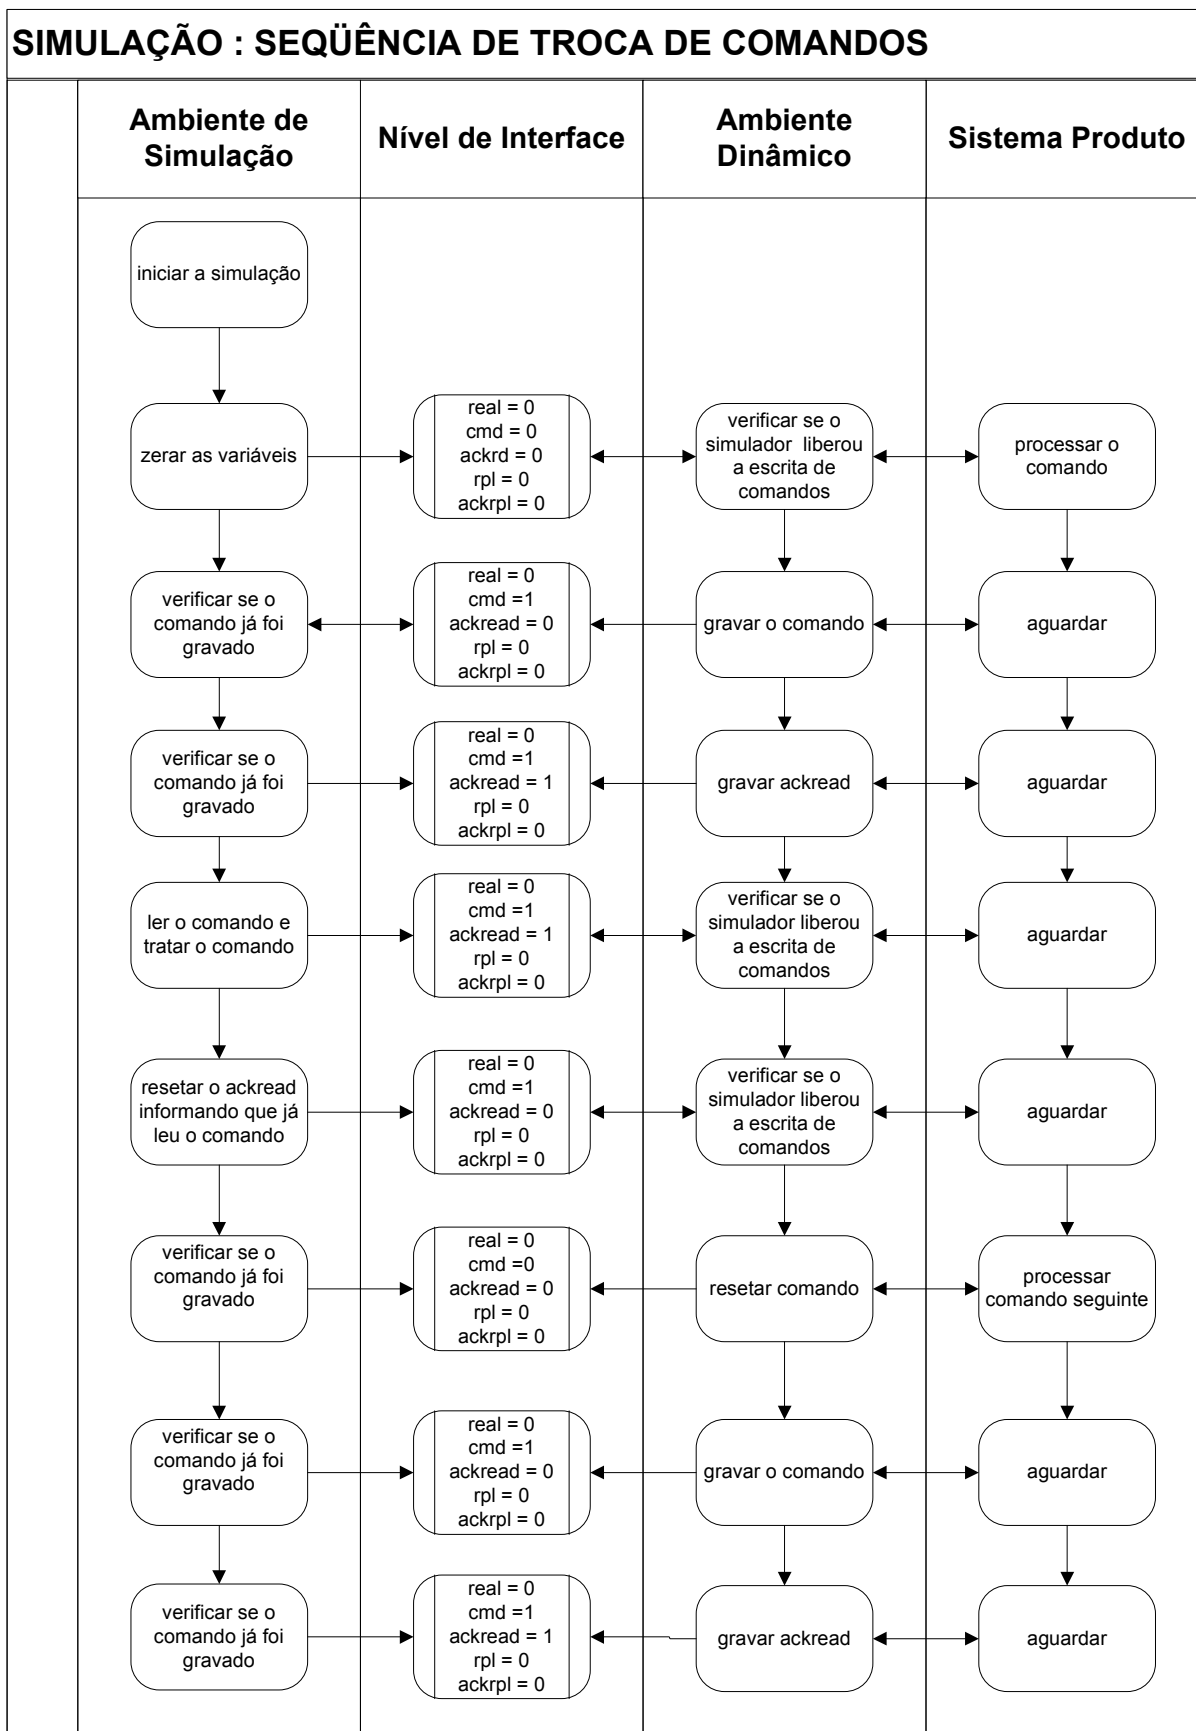 SIMULAÇÃO : SEQÜÊNCIA DE TROCA DE COMANDOS
Ambiente de
Simulação
Nível de Interface
Ambiente
Dinâmico
Sistema Produto
iniciar a simulação
zerar as variáveis
real = 0
cmd = 0
ackrd = 0
rpl = 0
ackrpl = 0
verificar se o
simulador liberou
a escrita de
comandos
processar o
comando
verificar se o
comando já foi
gravado
real = 0
cmd =1
ackread = 0
rpl = 0
ackrpl = 0
gravar o comando
aguardar
verificar se o
comando já foi
gravado
real = 0
cmd =1
ackread = 1
rpl = 0
ackrpl = 0
gravar ackread
aguardar
ler o comando e
tratar o comando
real = 0
cmd =1
ackread = 1
rpl = 0
ackrpl = 0
verificar se o
simulador liberou
a escrita de
comandos
aguardar
resetar o ackread
informando que já
leu o comando
real = 0
cmd =1
ackread = 0
rpl = 0
ackrpl = 0
verificar se o
simulador liberou
a escrita de
comandos
aguardar
verificar se o
comando já foi
gravado
real = 0
cmd =0
ackread = 0
rpl = 0
ackrpl = 0
resetar comando
processar
comando seguinte
verificar se o
comando já foi
gravado
real = 0
cmd =1
ackread = 0
rpl = 0
ackrpl = 0
gravar o comando
aguardar
verificar se o
comando já foi
gravado
real = 0
cmd =1
ackread = 1
rpl = 0
ackrpl = 0
gravar ackread
aguardar